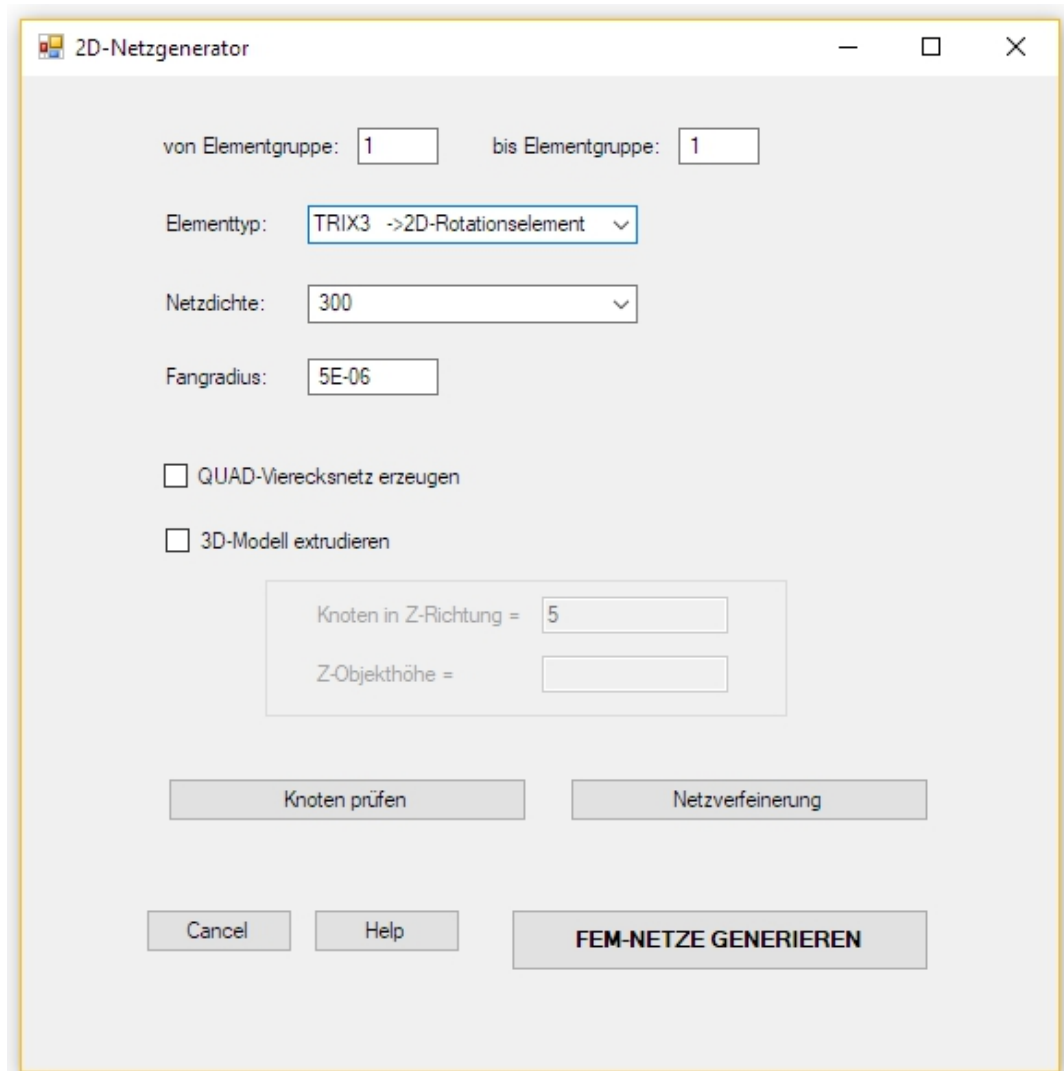 2D-Netzgenerator
von Elementgruppe: 1 bis Elementgruppe: 1
Elementtyp: TRIX3 ->2D-Rotationselement
Netzdichte: 300
Fangradius: 5E-06
QUAD-Vierecksnetz erzeugen
3D-Modell extrudieren
Knoten in Z-Richtung = 5
Z-Objekthöhe =
Knoten prüfen Netzverfeinerung
Cancel Help FEM-NETZE GENERIEREN